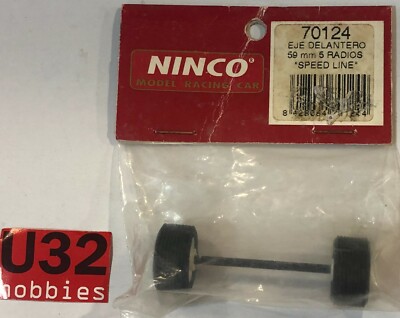 NINCO®
MODEL RACING CAR
70124
EJE DELANTERO
59 mm 5 RADIOS
"SPEED LINE"
U32
hobbies